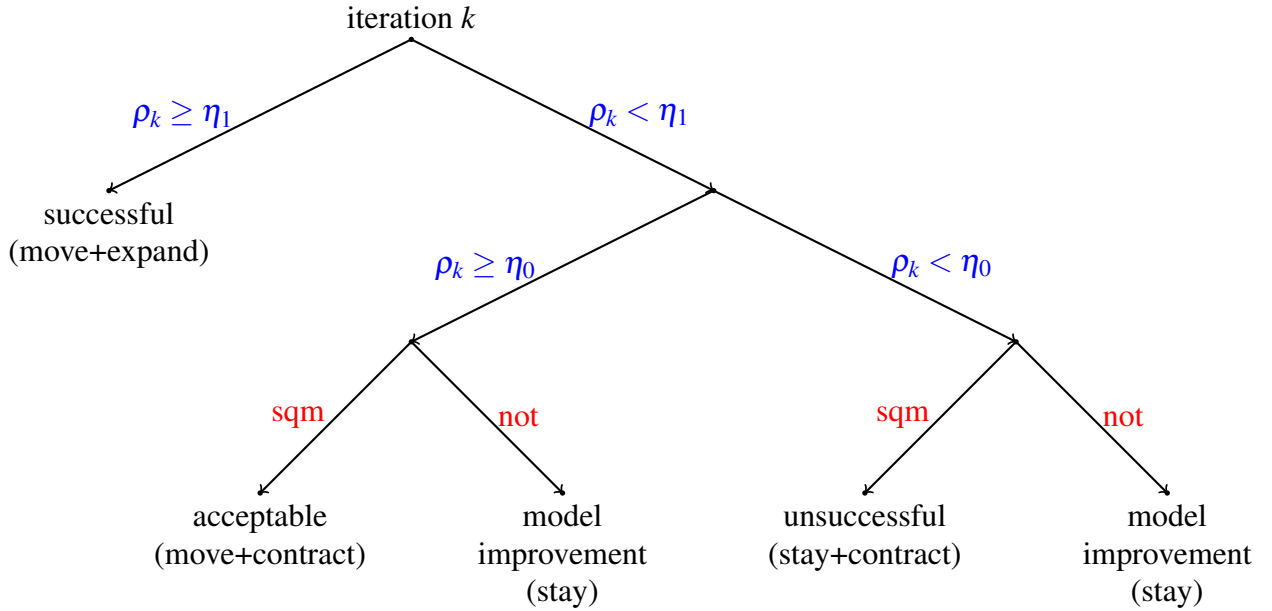 iteration k
ρₖ ≥ η₁
ρₖ < η₁
successful
(move+expand)
ρₖ ≥ η₀
ρₖ < η₀
sqm
not
sqm
not
acceptable
(move+contract)
model
improvement
(stay)
unsuccessful
(stay+contract)
model
improvement
(stay)